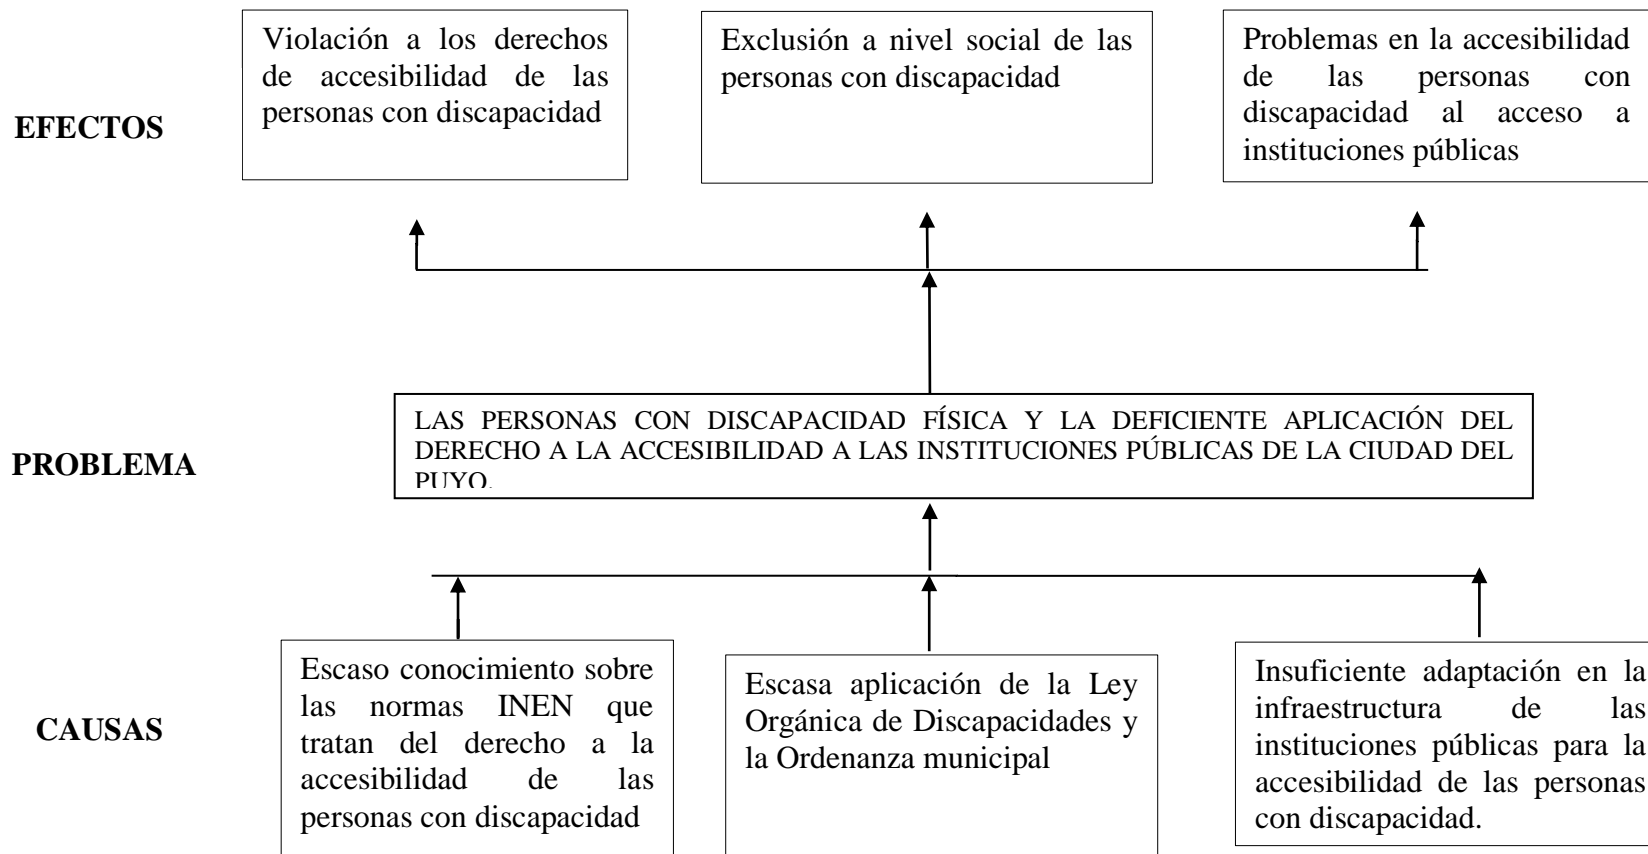 Violación a los derechos
de accesibilidad de las
personas con discapacidad
Exclusión a nivel social de las
personas con discapacidad
Problemas en la accesibilidad
de las personas con
discapacidad al acceso a
instituciones públicas
EFECTOS
LAS PERSONAS CON DISCAPACIDAD FÍSICA Y LA DEFICIENTE APLICACIÓN DEL
DERECHO A LA ACCESIBILIDAD A LAS INSTITUCIONES PÚBLICAS DE LA CIUDAD DEL
PUYO.
PROBLEMA
Escaso conocimiento sobre
las normas INEN que
tratan del derecho a la
accesibilidad de las
personas con discapacidad
Escasa aplicación de la Ley
Orgánica de Discapacidades y
la Ordenanza municipal
Insuficiente adaptación en la
infraestructura de las
instituciones públicas para la
accesibilidad de las personas
con discapacidad.
CAUSAS